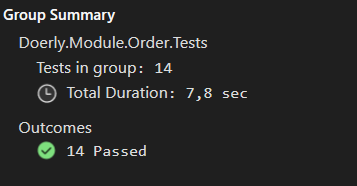 Group Summary
Doerly.Module.Order.Tests
Tests in group: 14
Total Duration: 7,8 sec
Outcomes
14 Passed